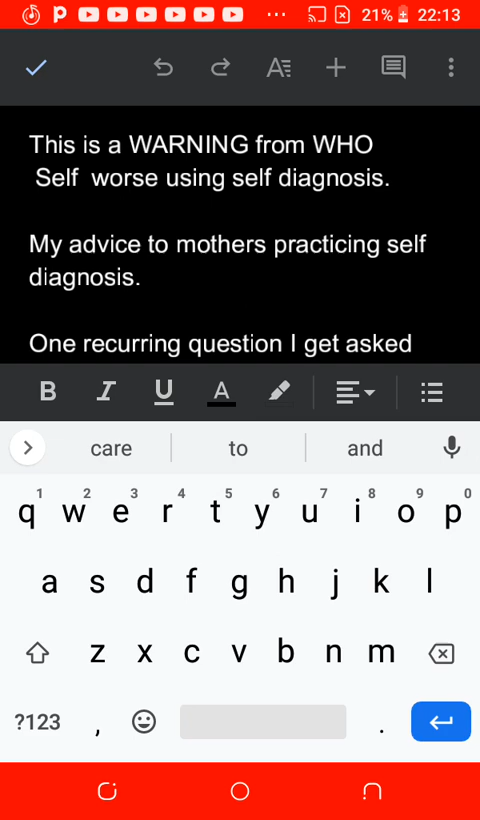 21% 22:13
This is a WARNING from WHO
Self  worse using self diagnosis.
My advice to mothers practicing self
diagnosis.
One recurring question I get asked
B I U A
care to and
1 2 3 4 5 6 7 8 9 0
q w e r t y u i o p
a s d f g h j k l
z x c v b n m
?123 , .